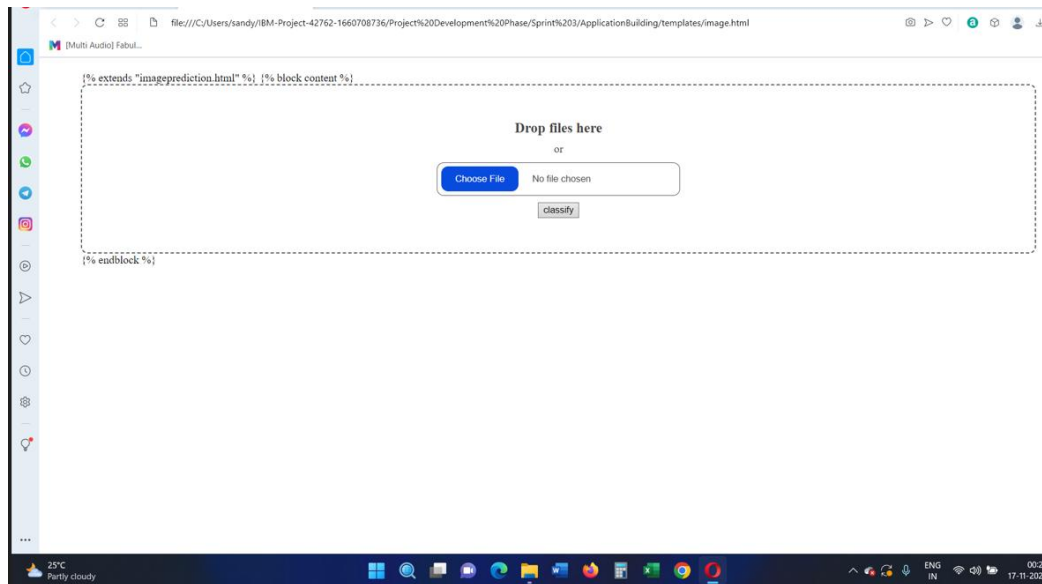 file:///C:/Users/sandy/IBM-Project-42762-1660708736/Project%20Development%20Phase/Sprint%203/ApplicationBuilding/templates/image.html
[Multi Audio] Fabul...
{% extends "imageprediction.html" %} {% block content %}
Drop files here
or
Choose File No file chosen
classify
{% endblock %}
25°C
Partly cloudy
ENG
IN
00:2
17-11-202